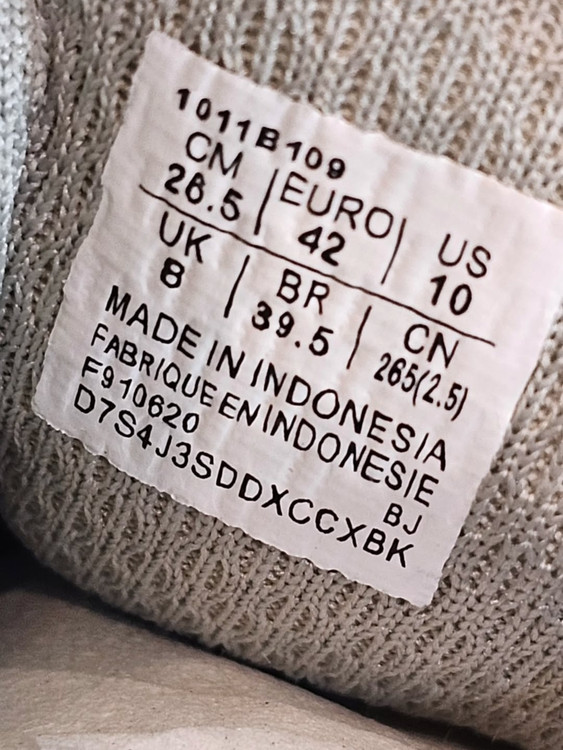 1011B109
CM | EURO | US
26.5 | 42 | 10
UK | BR | CN
8 | 39.5 | 265(2.5)
MADE IN INDONESIA
FABRIQUE EN INDONESIE
F910620 BJ
D7S4J3SDDXCCXBK